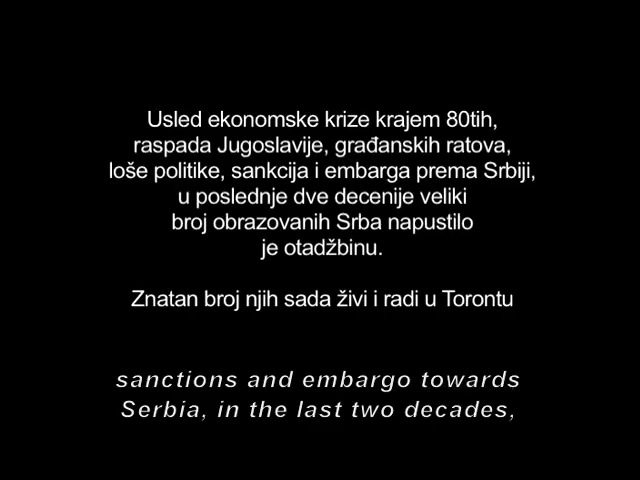 Usled ekonomske krize krajem 80tih,
raspada Jugoslavije, građanskih ratova,
loše politike, sankcija i embarga prema Srbiji,
u poslednje dve decenije veliki
broj obrazovanih Srba napustilo
je otadžbinu.
Znatan broj njih sada živi i radi u Torontu
sanctions and embargo towards
Serbia, in the last two decades,